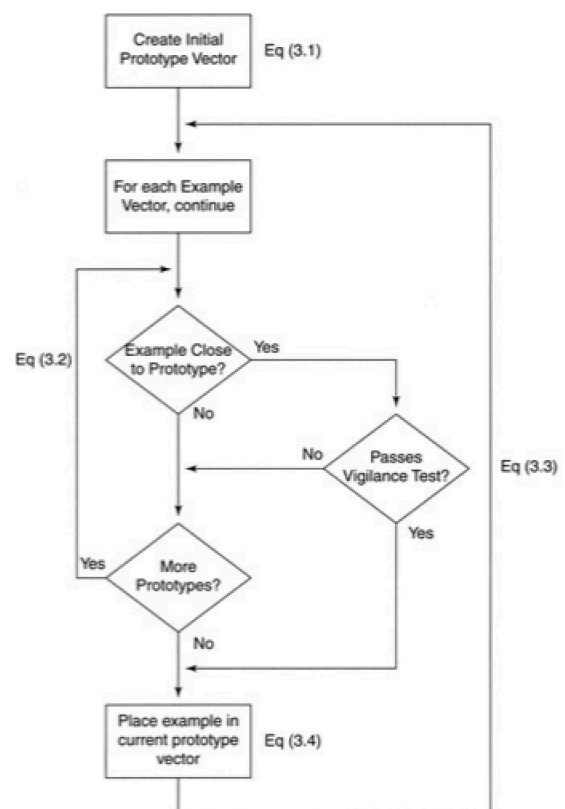 Create Initial
Prototype Vector
Eq (3.1)
For each Example
Vector, continue
Eq (3.2)
Example Close
to Prototype?
Yes
No
No
Passes
Vigilance Test?
Eq (3.3)
Yes
Yes
More
Prototypes?
No
Place example in
current prototype
vector
Eq (3.4)